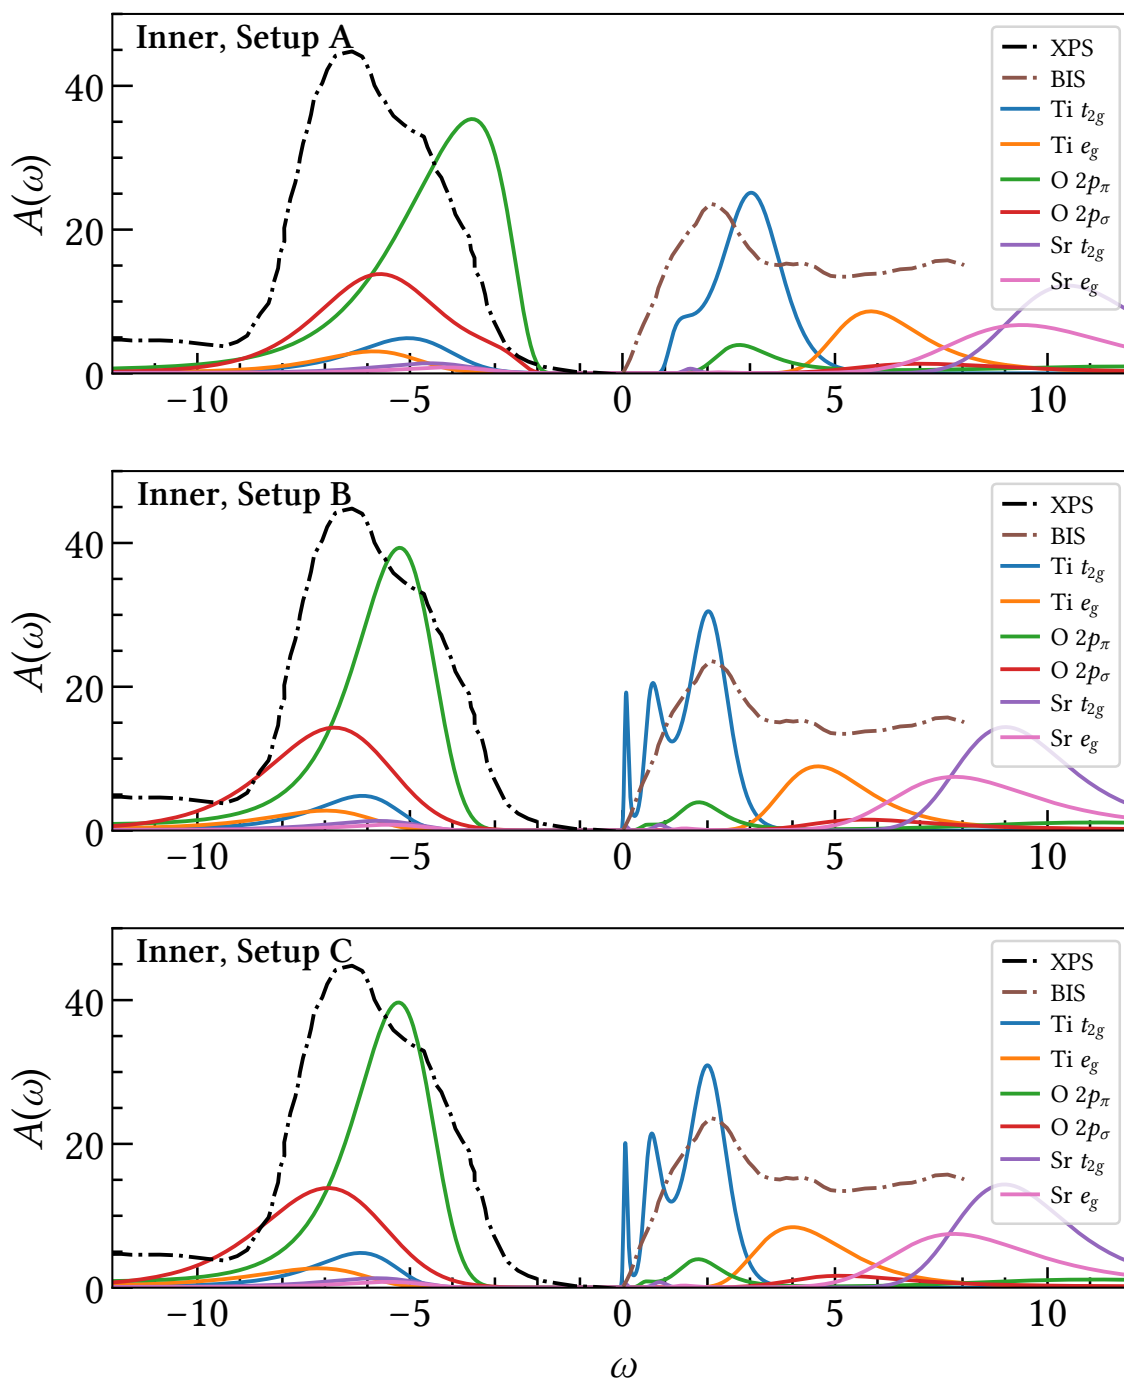 Inner, Setup A
A(ω)
40
20
0
−10
−5
0
5
10
XPS
BIS
Ti t2g
Ti eg
O 2pπ
O 2pσ
Sr t2g
Sr eg
Inner, Setup B
A(ω)
40
20
0
−10
−5
0
5
10
XPS
BIS
Ti t2g
Ti eg
O 2pπ
O 2pσ
Sr t2g
Sr eg
Inner, Setup C
A(ω)
40
20
0
−10
−5
0
5
10
XPS
BIS
Ti t2g
Ti eg
O 2pπ
O 2pσ
Sr t2g
Sr eg
ω